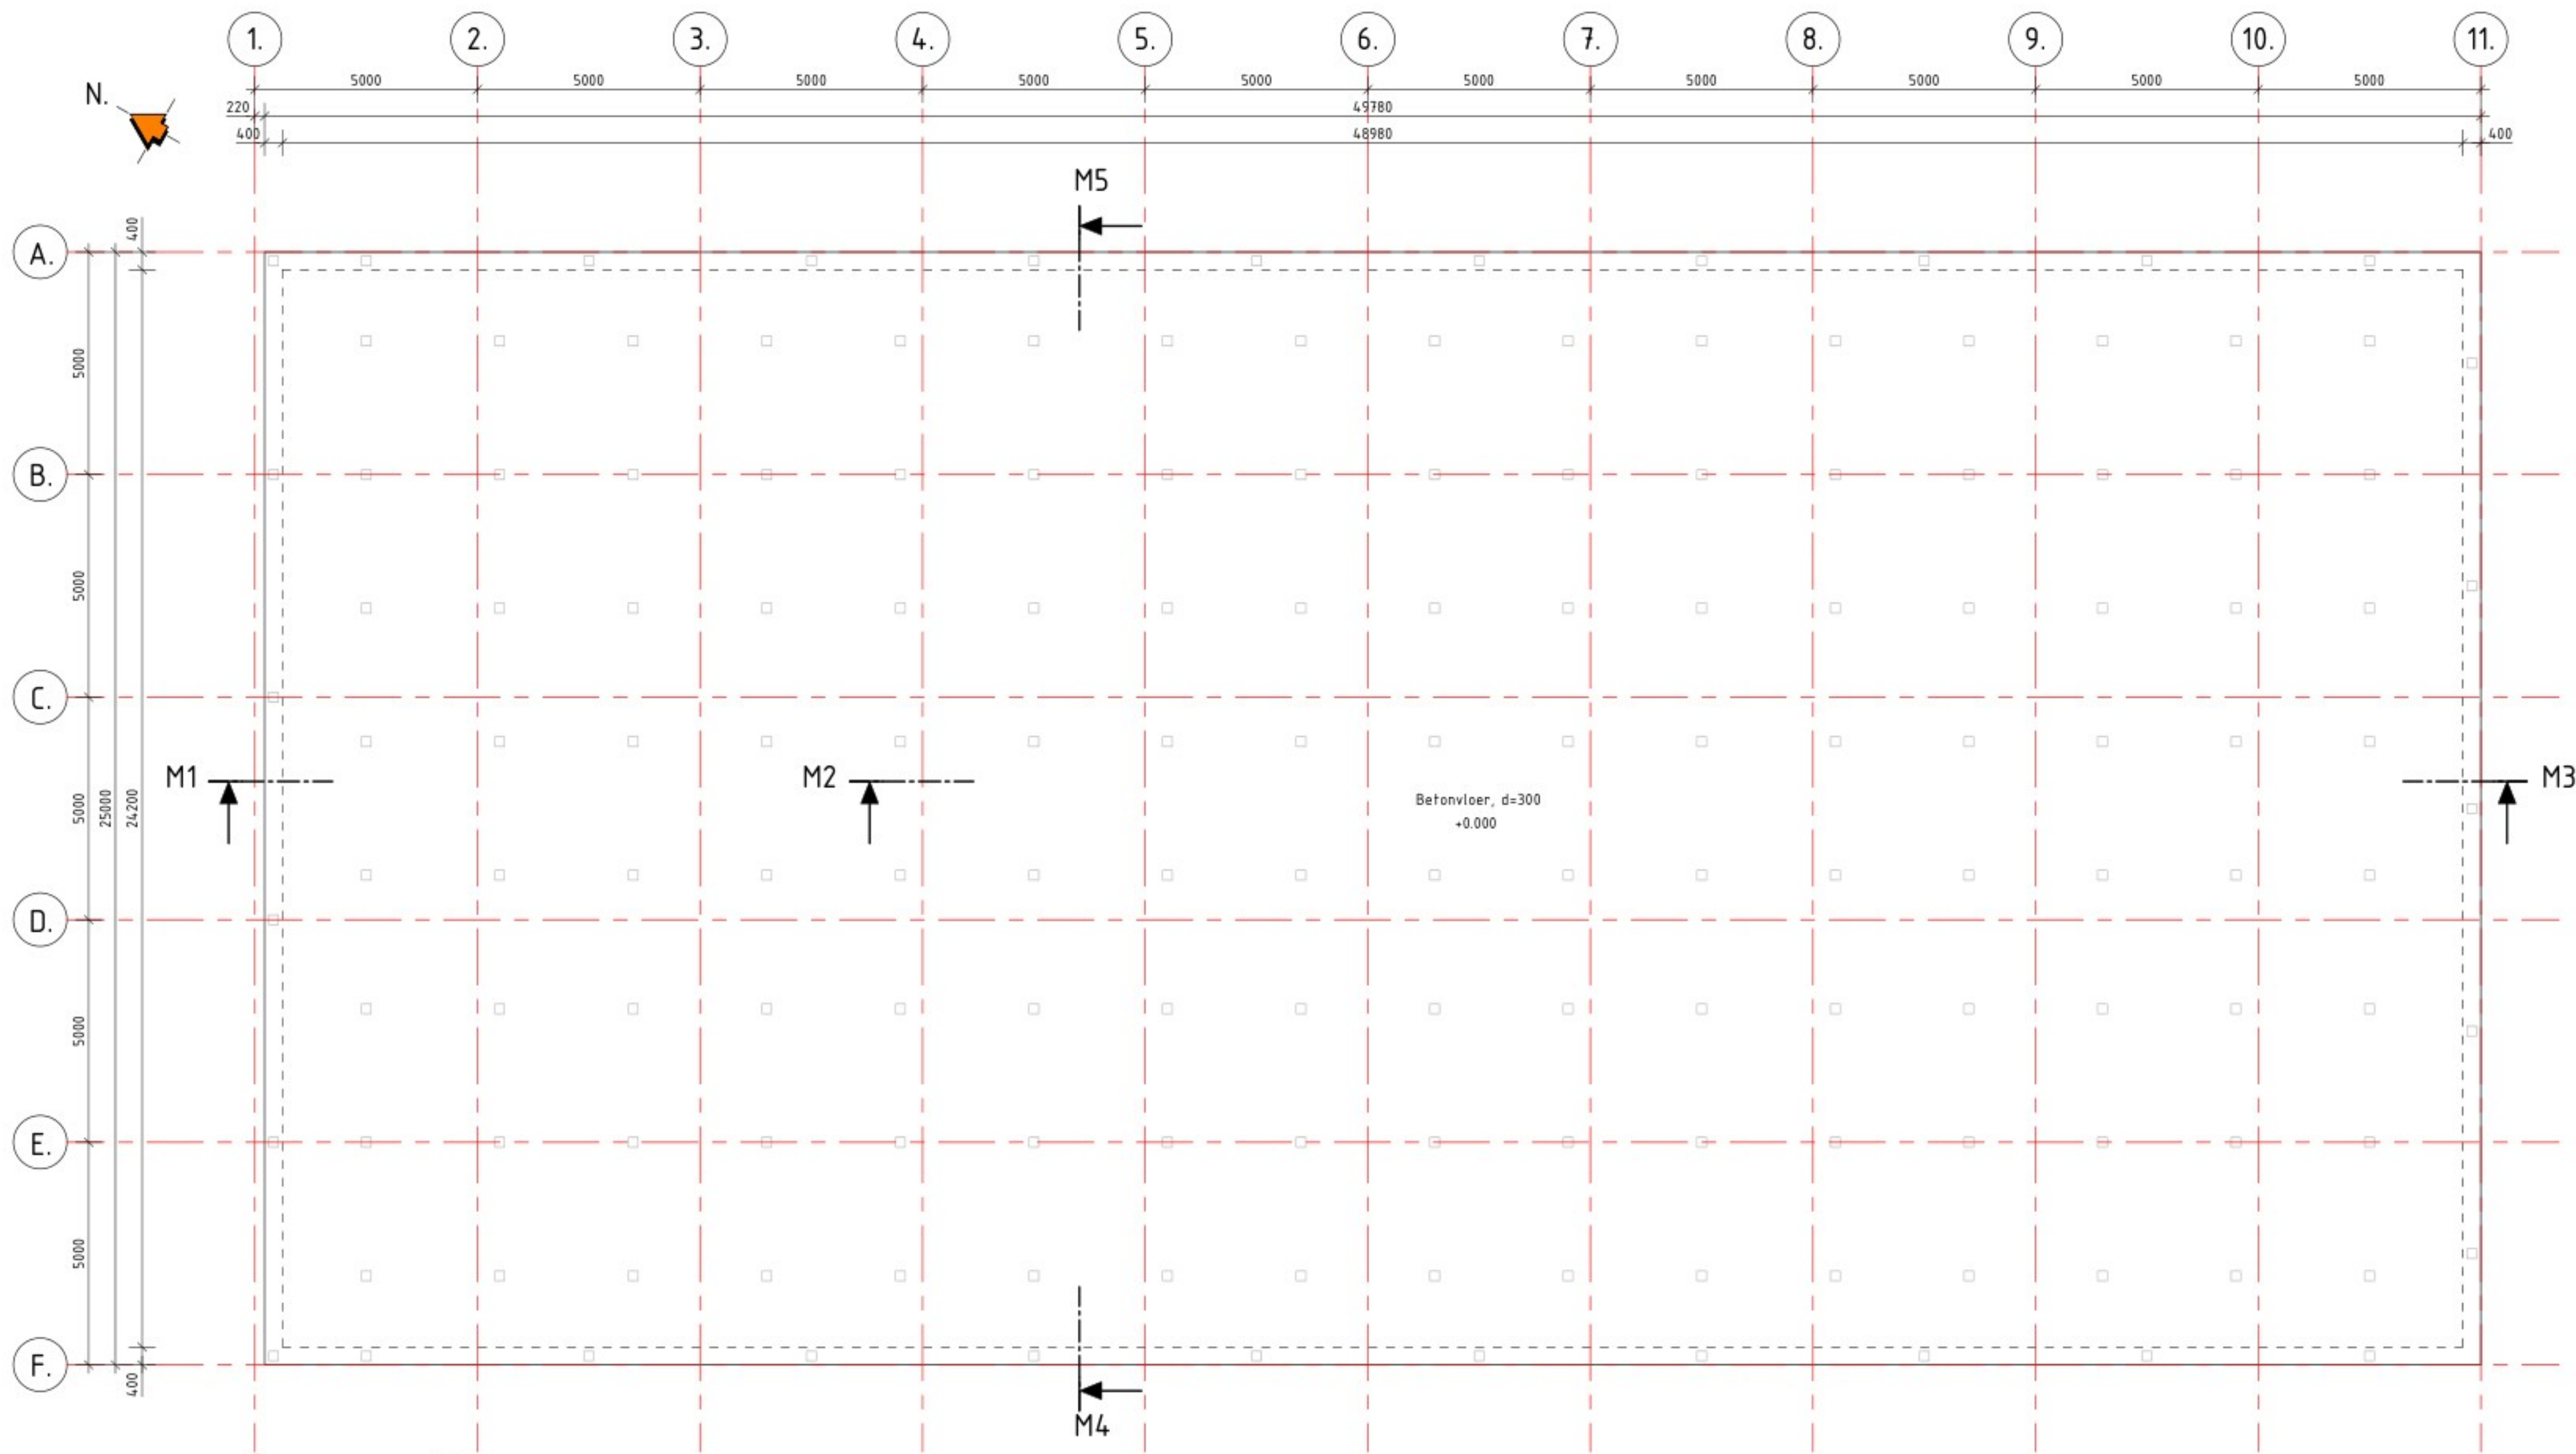 1. 2. 3. 4. 5. 6. 7. 8. 9. 10. 11.
5000 5000 5000 5000 5000 5000 5000 5000 5000 5000
N.
220 49780
400 48980 400
M5
400
A.
5000
B.
5000
C.
M1 M2 M3
5000 25000 24200
Betonvloer, d=300
+0.000
D.
5000
E.
5000
F.
400
M4